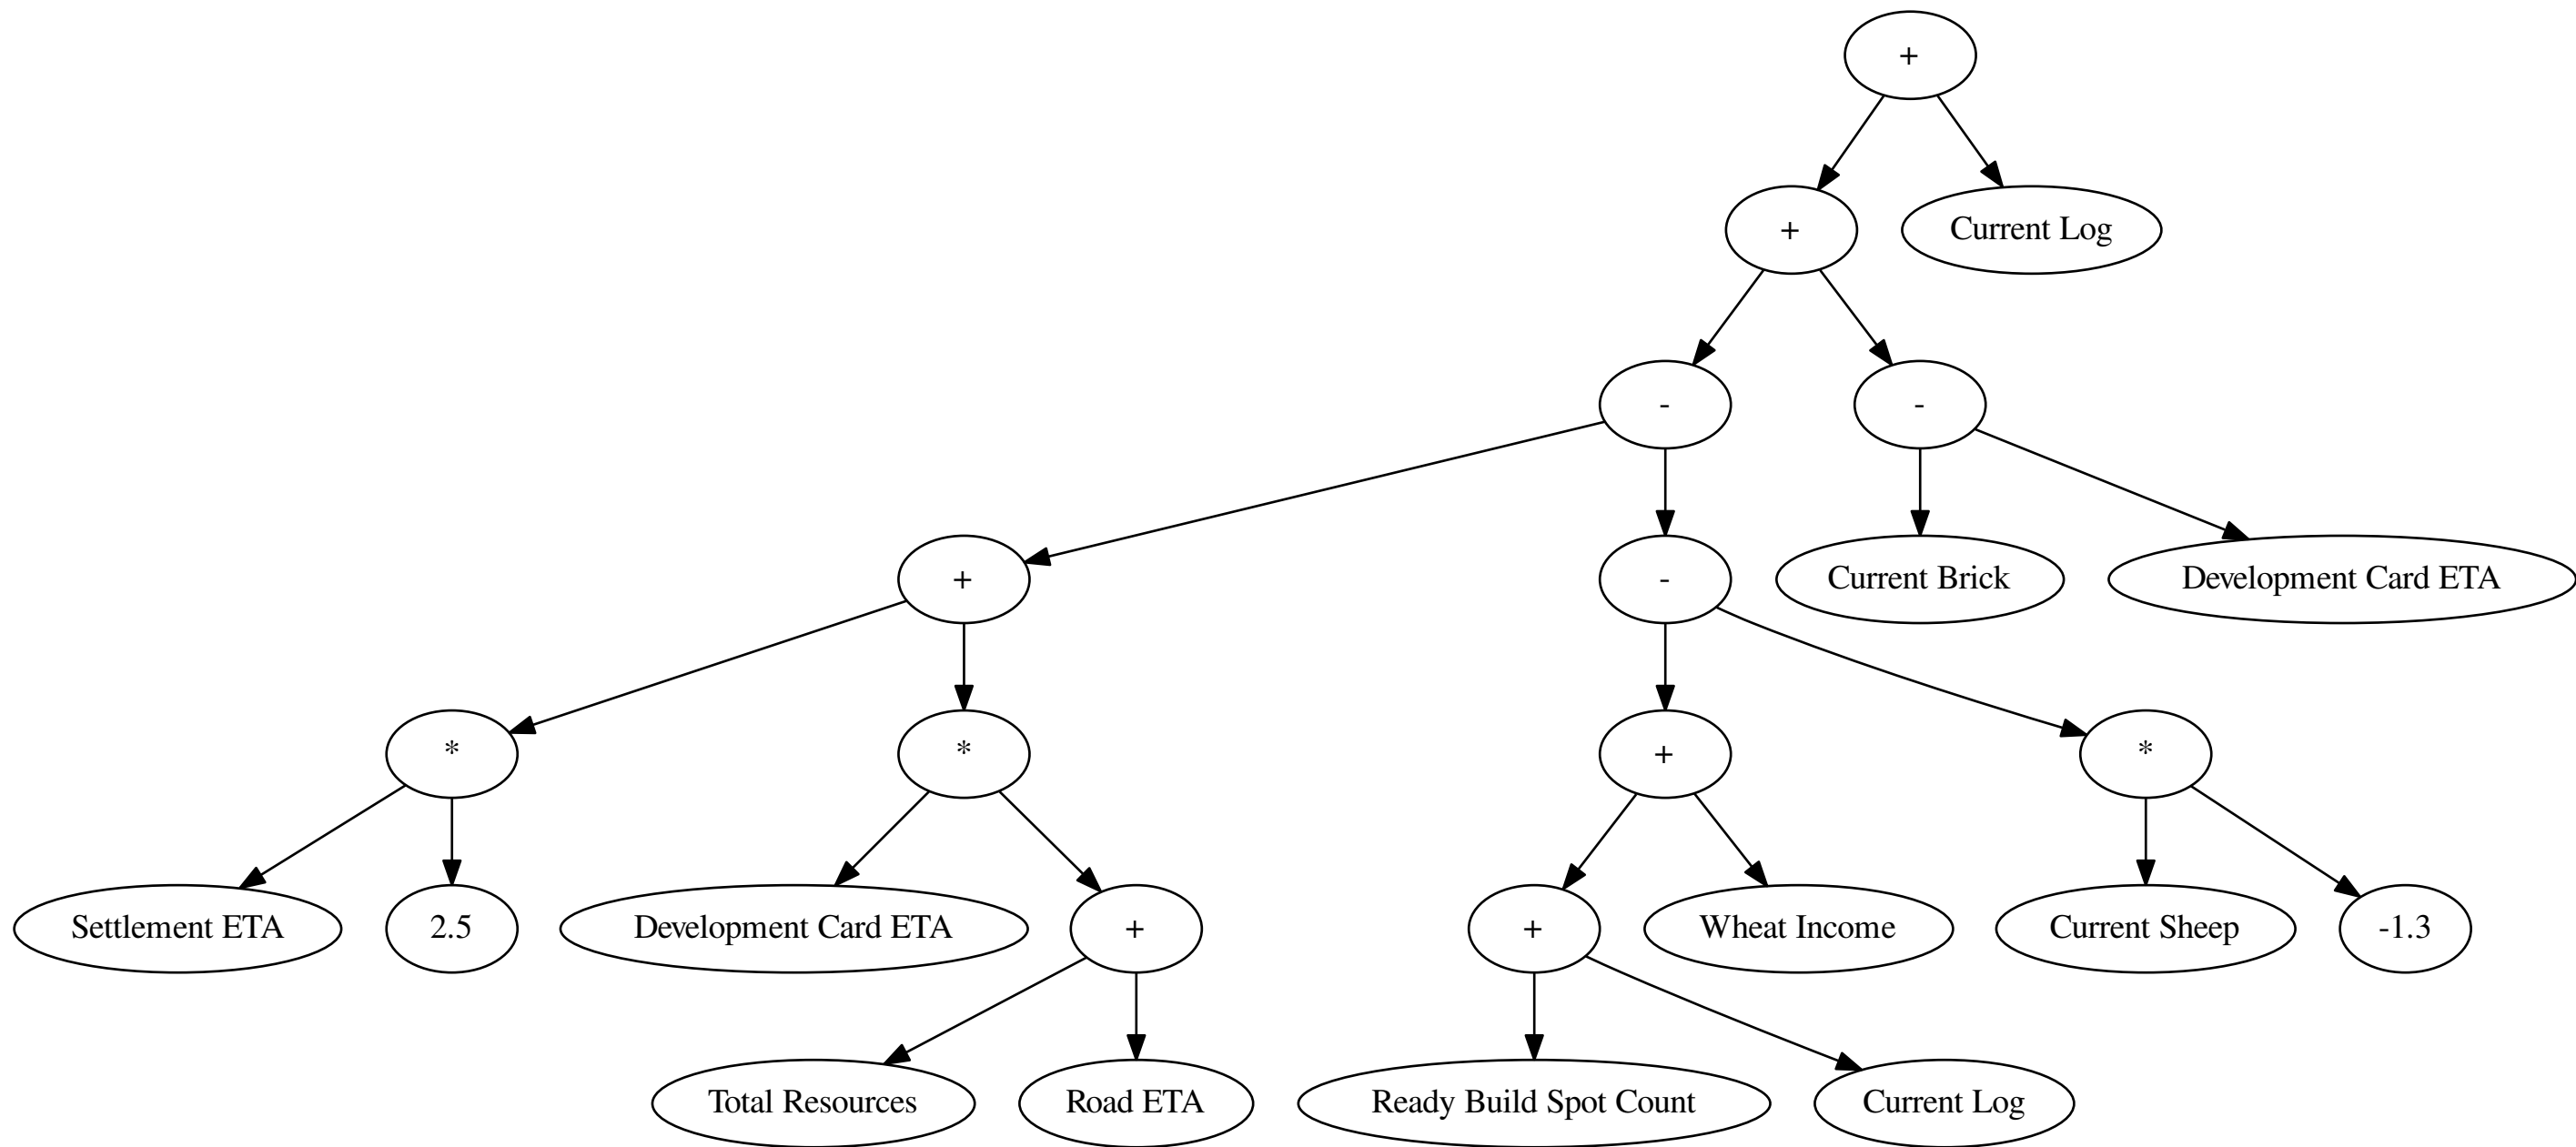 +
+
Current Log
-
-
+
-
Current Brick
Development Card ETA
*
*
+
*
Settlement ETA
2.5
Development Card ETA
+
+
Wheat Income
Current Sheep
-1.3
Total Resources
Road ETA
Ready Build Spot Count
Current Log